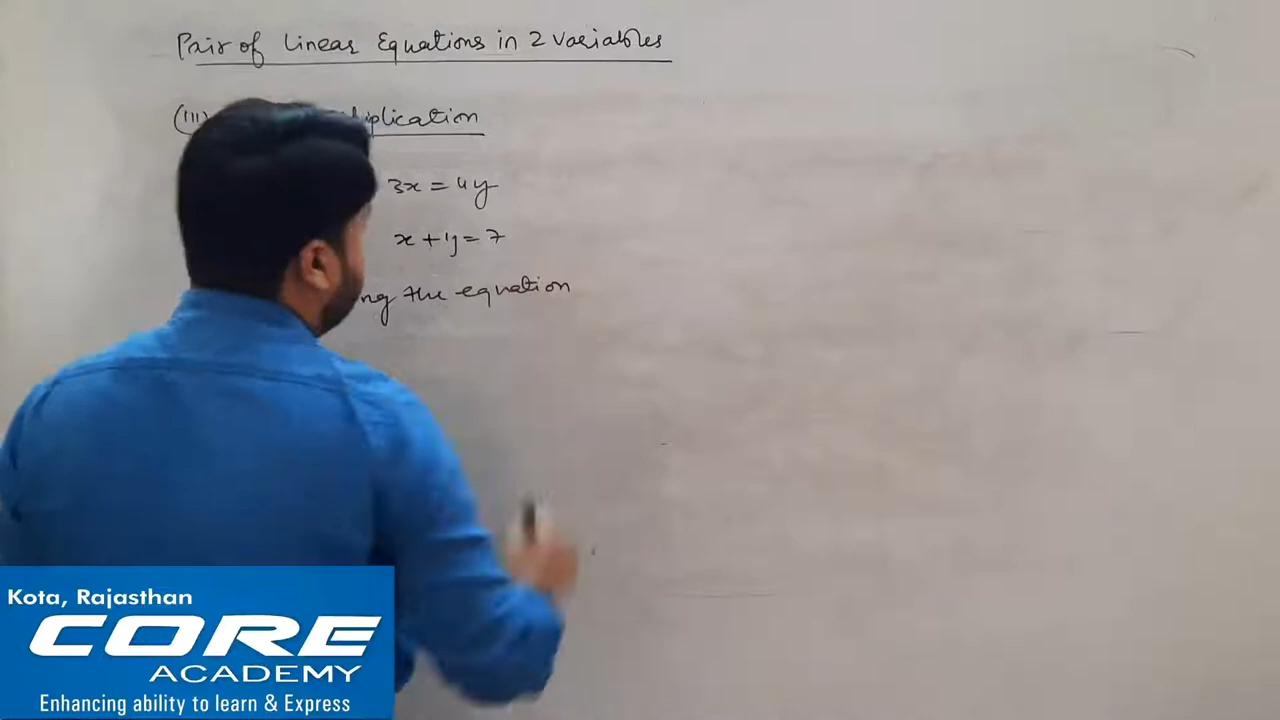 Pair of Linear Equations in 2 variables
(III) iplication
3x = 4y
x + y = 7
ng the equation
Kota, Rajasthan
CORE
ACADEMY
Enhancing ability to learn & Express